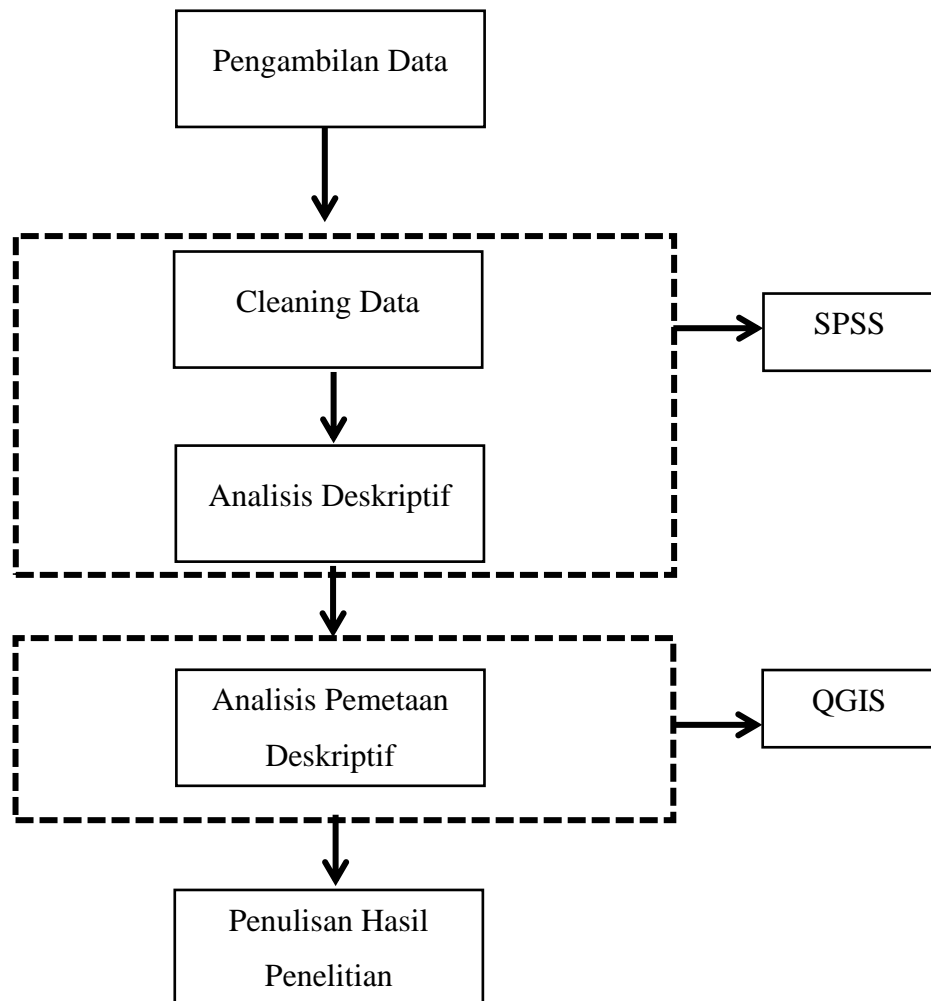 Pengambilan Data
Cleaning Data
SPSS
Analisis Deskriptif
Analisis Pemetaan
Deskriptif
QGIS
Penulisan Hasil
Penelitian